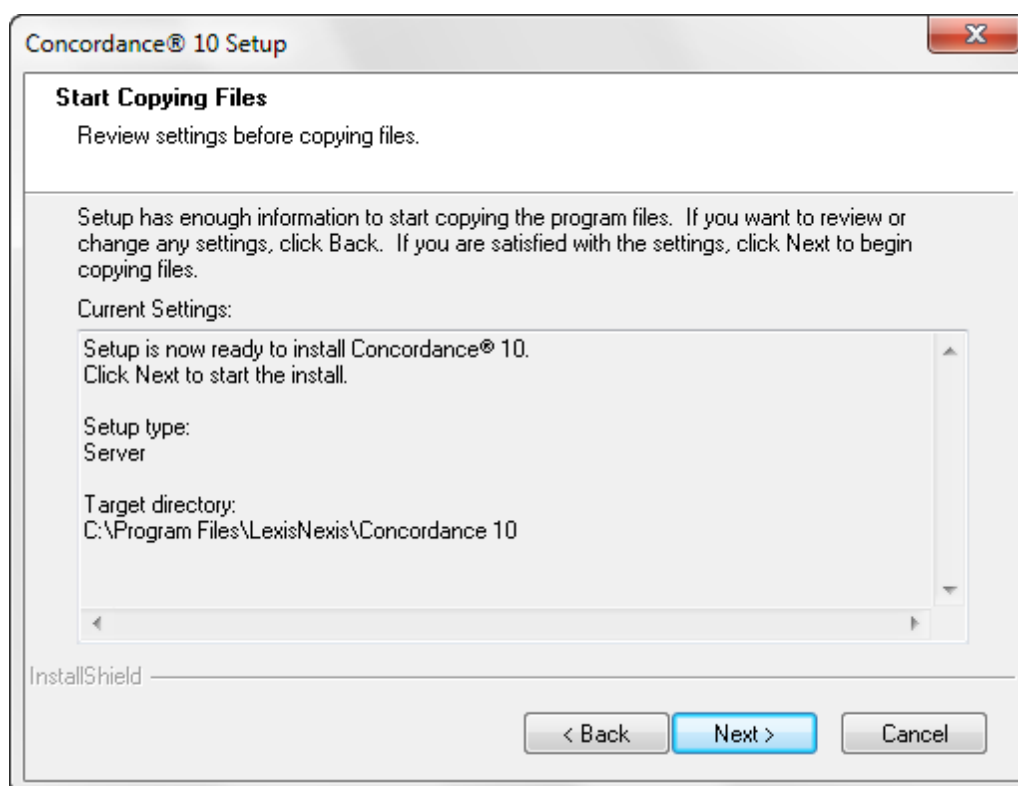 Concordance® 10 Setup
Start Copying Files
Review settings before copying files.
Setup has enough information to start copying the program files.  If you want to review or
change any settings, click Back.  If you are satisfied with the settings, click Next to begin
copying files.
Current Settings:
Setup is now ready to install Concordance® 10.
Click Next to start the install.
Setup type:
Server
Target directory:
C:\Program Files\LexisNexis\Concordance 10
InstallShield
< Back Next > Cancel